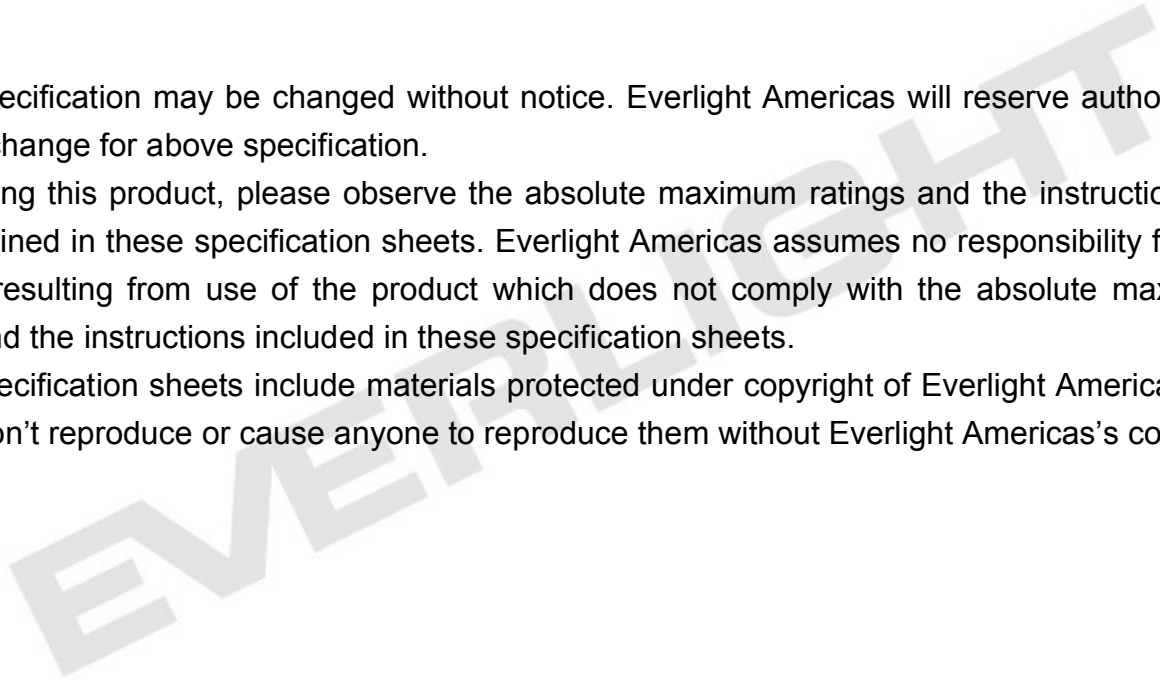 ecification may be changed without notice. Everlight Americas will reserve autho
change for above specification.
ng this product, please observe the absolute maximum ratings and the instructio
ined in these specification sheets. Everlight Americas assumes no responsibility f
resulting from use of the product which does not comply with the absolute max
nd the instructions included in these specification sheets.
ecification sheets include materials protected under copyright of Everlight America
on’t reproduce or cause anyone to reproduce them without Everlight Americas’s co
EVERLIGHT